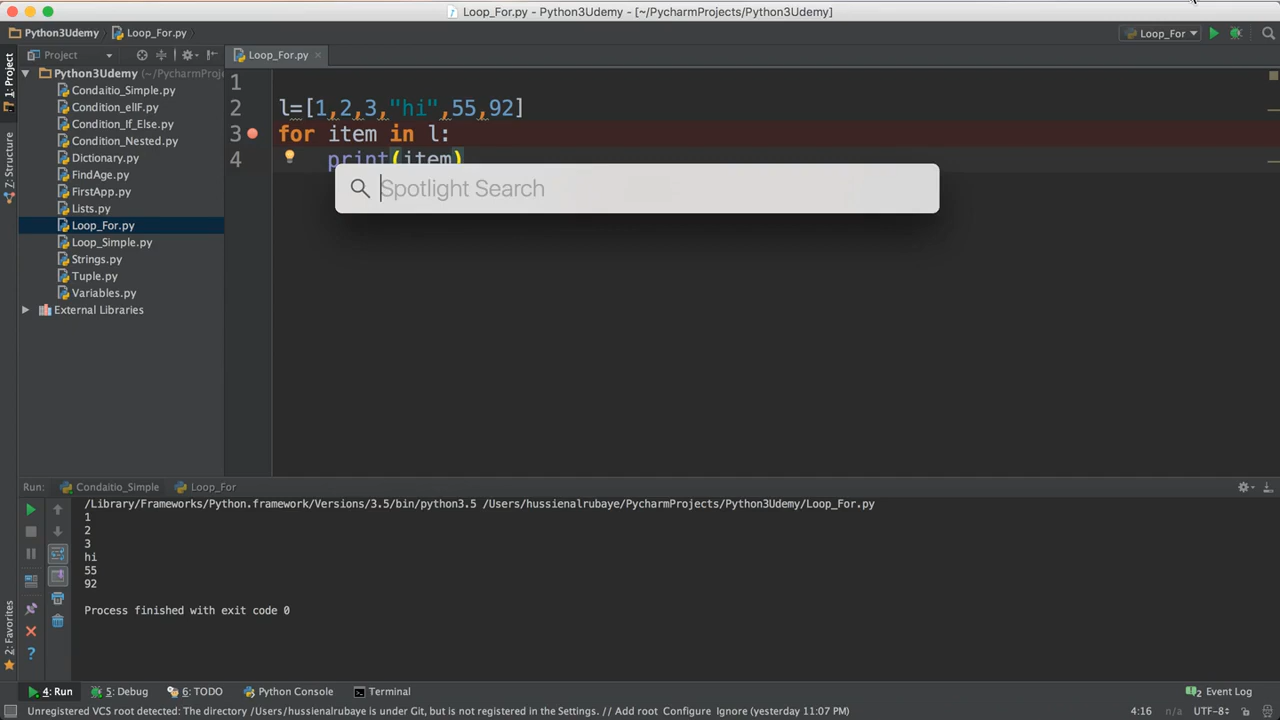 Loop_For.py - Python3Udemy - [~/PycharmProjects/Python3Udemy]
Python3Udemy Loop_For.py Loop_For
1: Project
Z: Structure
2: Favorites
Project Loop_For.py
Python3Udemy (~/PycharmProj
Condaitio_Simple.py
Condition_elIF.py
Condition_If_Else.py
Condition_Nested.py
Dictionary.py
FindAge.py
FirstApp.py
Lists.py
Loop_For.py
Loop_Simple.py
Strings.py
Tuple.py
Variables.py
External Libraries
1
2 l=[1,2,3,"hi",55,92]
3 for item in l:
4 print(item)
Spotlight Search
Run: Condaitio_Simple Loop_For
/Library/Frameworks/Python.framework/Versions/3.5/bin/python3.5 /Users/hussienalrubaye/PycharmProjects/Python3Udemy/Loop_For.py
1
2
3
hi
55
92
Process finished with exit code 0
4: Run 5: Debug 6: TODO Python Console Terminal 2 Event Log
Unregistered VCS root detected: The directory /Users/hussienalrubaye is under Git, but is not registered in the Settings. // Add root Configure Ignore (yesterday 11:07 PM) 4:16 n/a UTF-8